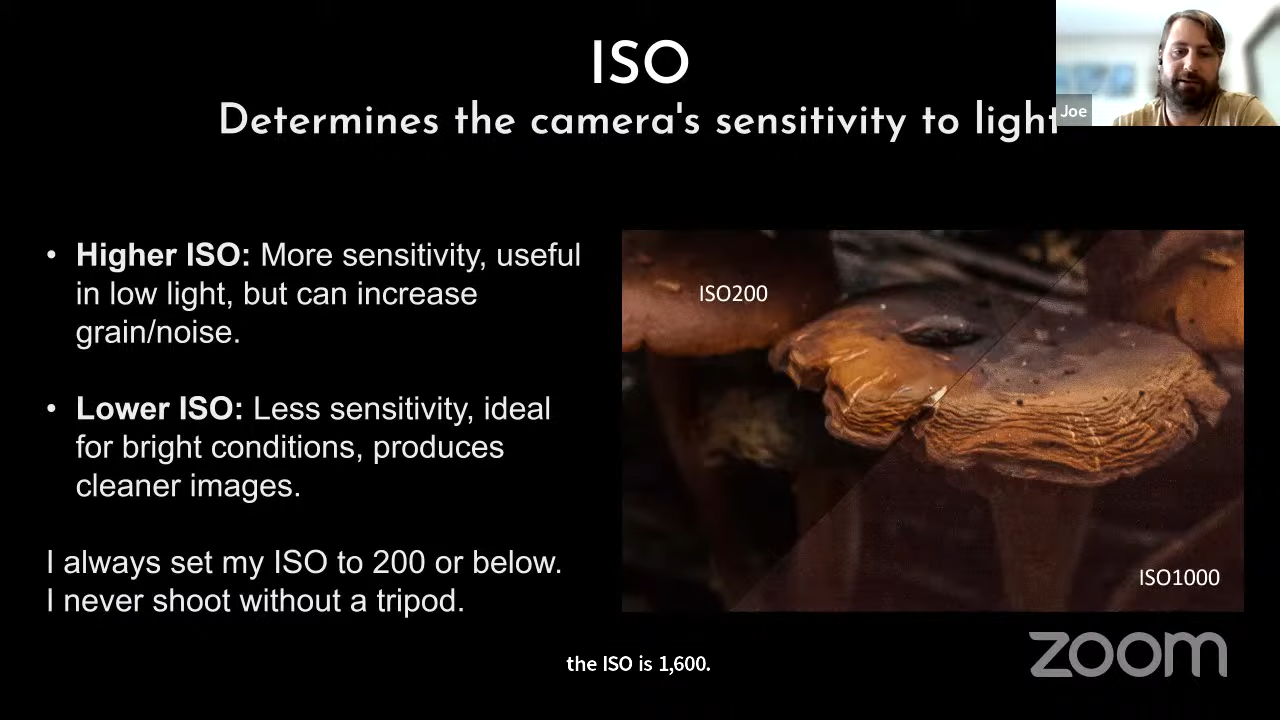 ISO
Determines the camera's sensitivity to light
Joe
• Higher ISO: More sensitivity, useful
in low light, but can increase
grain/noise.
• Lower ISO: Less sensitivity, ideal
for bright conditions, produces
cleaner images.
I always set my ISO to 200 or below.
I never shoot without a tripod.
ISO200
ISO1000
the ISO is 1,600.
zoom